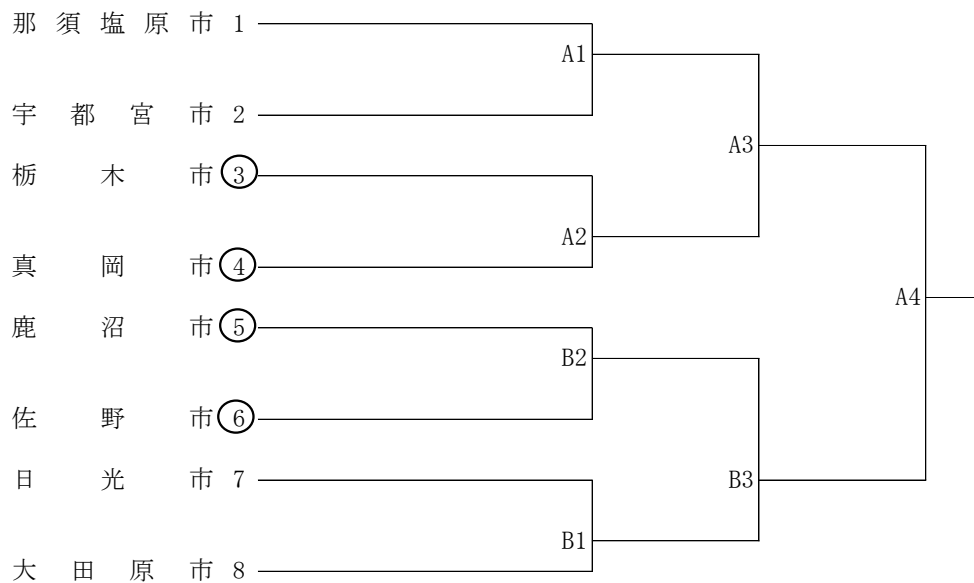 那須塩原市 1
A1
宇都宮市 2
A3
栃木市 3
A2
真岡市 4
A4
鹿沼市 5
B2
佐野市 6
日光市 7
B3
B1
大田原市 8